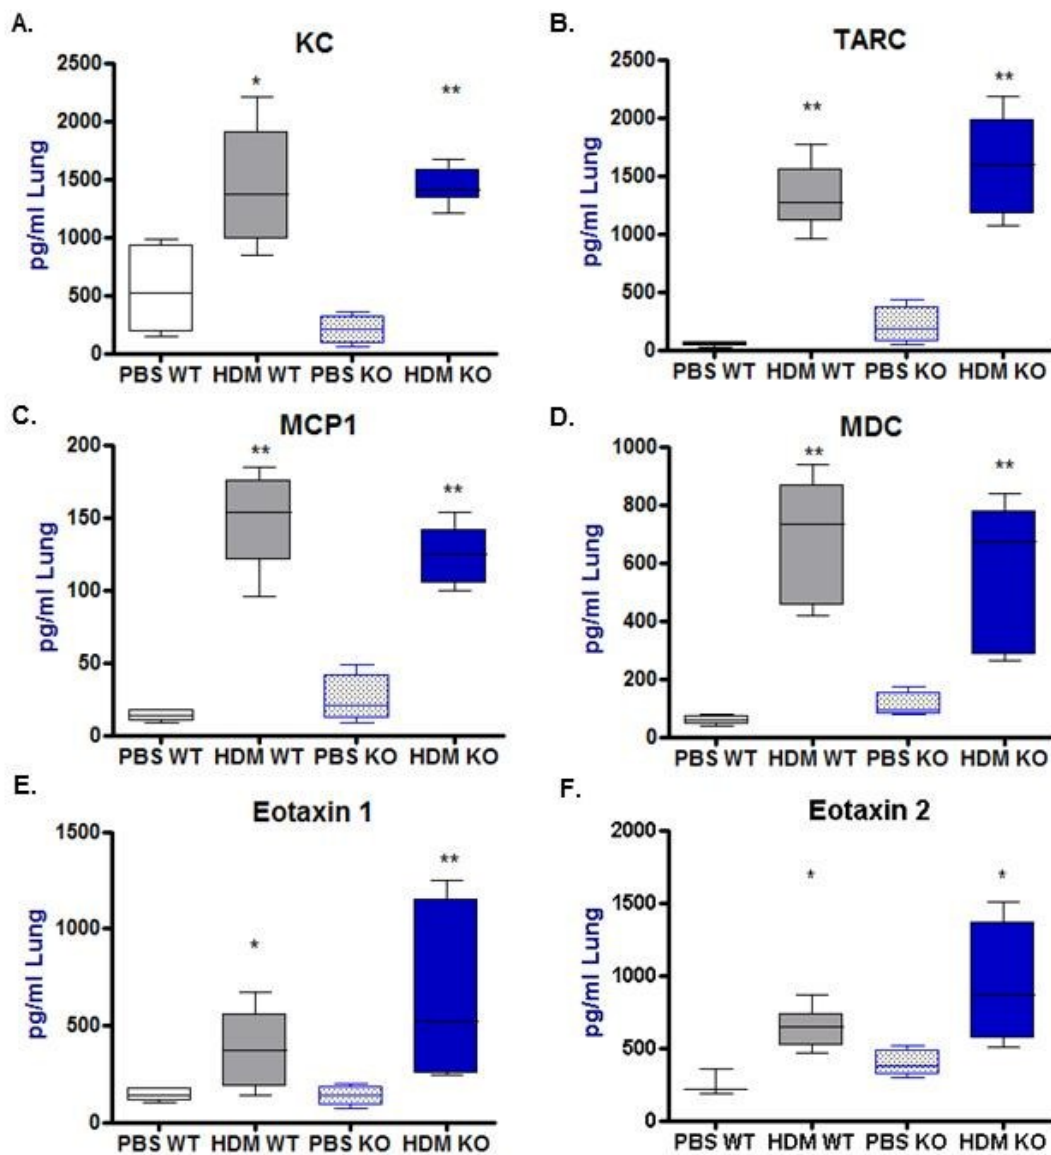 A.
KC
2500
2000
1500
1000
500
0
pg/ml Lung
*
**
PBS WT HDM WT PBS KO HDM KO
B.
TARC
2500
2000
1500
1000
500
0
pg/ml Lung
**
**
PBS WT HDM WT PBS KO HDM KO
C.
MCP1
200
150
100
50
0
pg/ml Lung
**
**
PBS WT HDM WT PBS KO HDM KO
D.
MDC
1000
800
600
400
200
0
pg/ml Lung
**
**
PBS WT HDM WT PBS KO HDM KO
E.
Eotaxin 1
1500
1000
500
0
pg/ml Lung
*
**
PBS WT HDM WT PBS KO HDM KO
F.
Eotaxin 2
2000
1500
1000
500
0
pg/ml Lung
*
*
PBS WT HDM WT PBS KO HDM KO